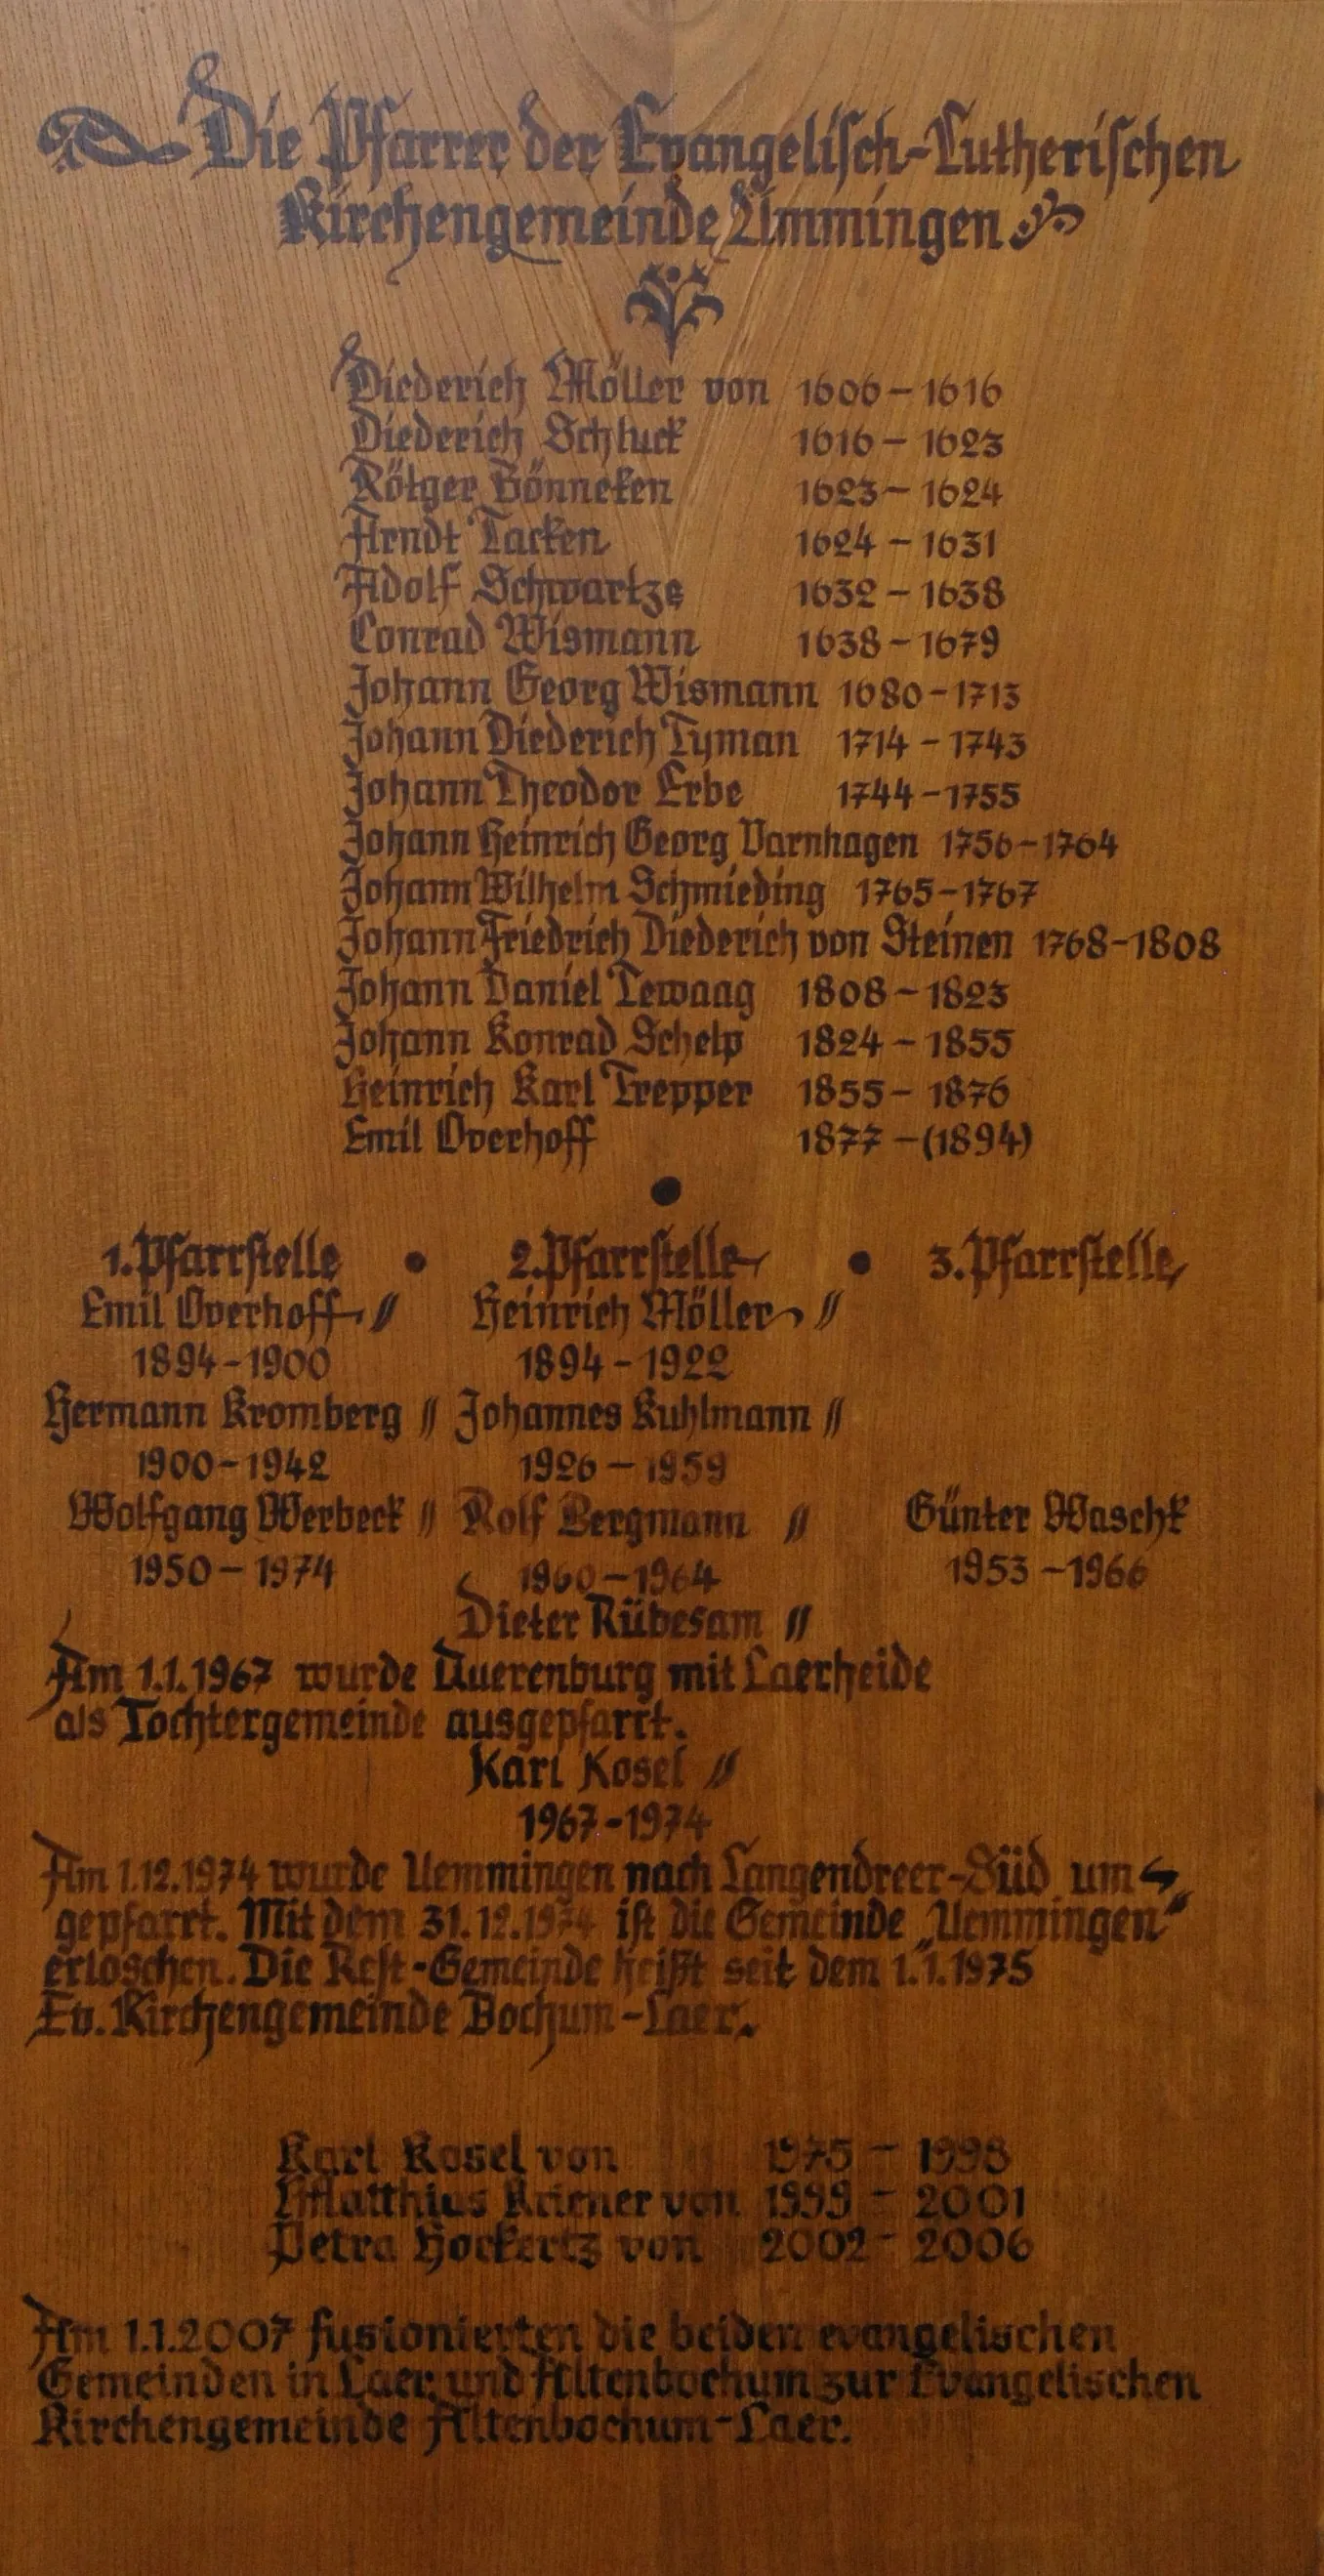 Die Pfarrer der Evangelisch-Lutherischen
Kirchengemeinde Ümmingen
Diederich Möller von 1606 – 1616
Diederich Schluck 1616 – 1623
Rötger Bönneken 1623 – 1624
Arndt Tacken 1624 – 1631
Adolf Schwartze 1632 – 1638
Conrad Wismann 1638 – 1679
Johann Georg Wismann 1680 – 1713
Johann Diederich Tyman 1714 – 1743
Johann Theodor Erbe 1744 – 1755
Johann Heinrich Georg Varnhagen 1756 – 1764
Johann Wilhelm Schmieding 1765 – 1767
Johann Friedrich Diederich von Steinen 1768 – 1808
Johann Daniel Tewaag 1808 – 1823
Johann Konrad Schelp 1824 – 1855
Heinrich Karl Trepper 1855 – 1876
Emil Overhoff 1877 – (1894)
1. Pfarrstelle • 2. Pfarrstelle • 3. Pfarrstelle
Emil Overhoff // Heinrich Möller //
1894 – 1900 1894 – 1922
Hermann Kromberg // Johannes Kuhlmann //
1900 – 1942 1926 – 1959
Wolfgang Werbeck // Rolf Bergmann // Günter Waschk
1950 – 1974 1960 – 1964 1953 – 1966
Dieter Rübesam //
Am 1.1.1967 wurde Querenburg mit Laerheide
als Tochtergemeinde ausgepfarrt.
Karl Kosel //
1967 - 1974
Am 1.12.1974 wurde Uemmingen nach Langendreer-Süd um
gepfarrt. Mit dem 31.12.1974 ist die Gemeinde „Uemmingen“
erloschen. Die Rest-Gemeinde heißt seit dem 1.1.1975
Ev. Kirchengemeinde Bochum-Laer.
Karl Kosel von 1975 – 1998
Matthias Kriener von 1999 – 2001
Petra Hockertz von 2002 – 2006
Am 1.1.2007 fusionierten die beiden evangelischen
Gemeinden in Laer und Altenbochum zur Evangelischen
Kirchengemeinde Altenbochum-Laer.